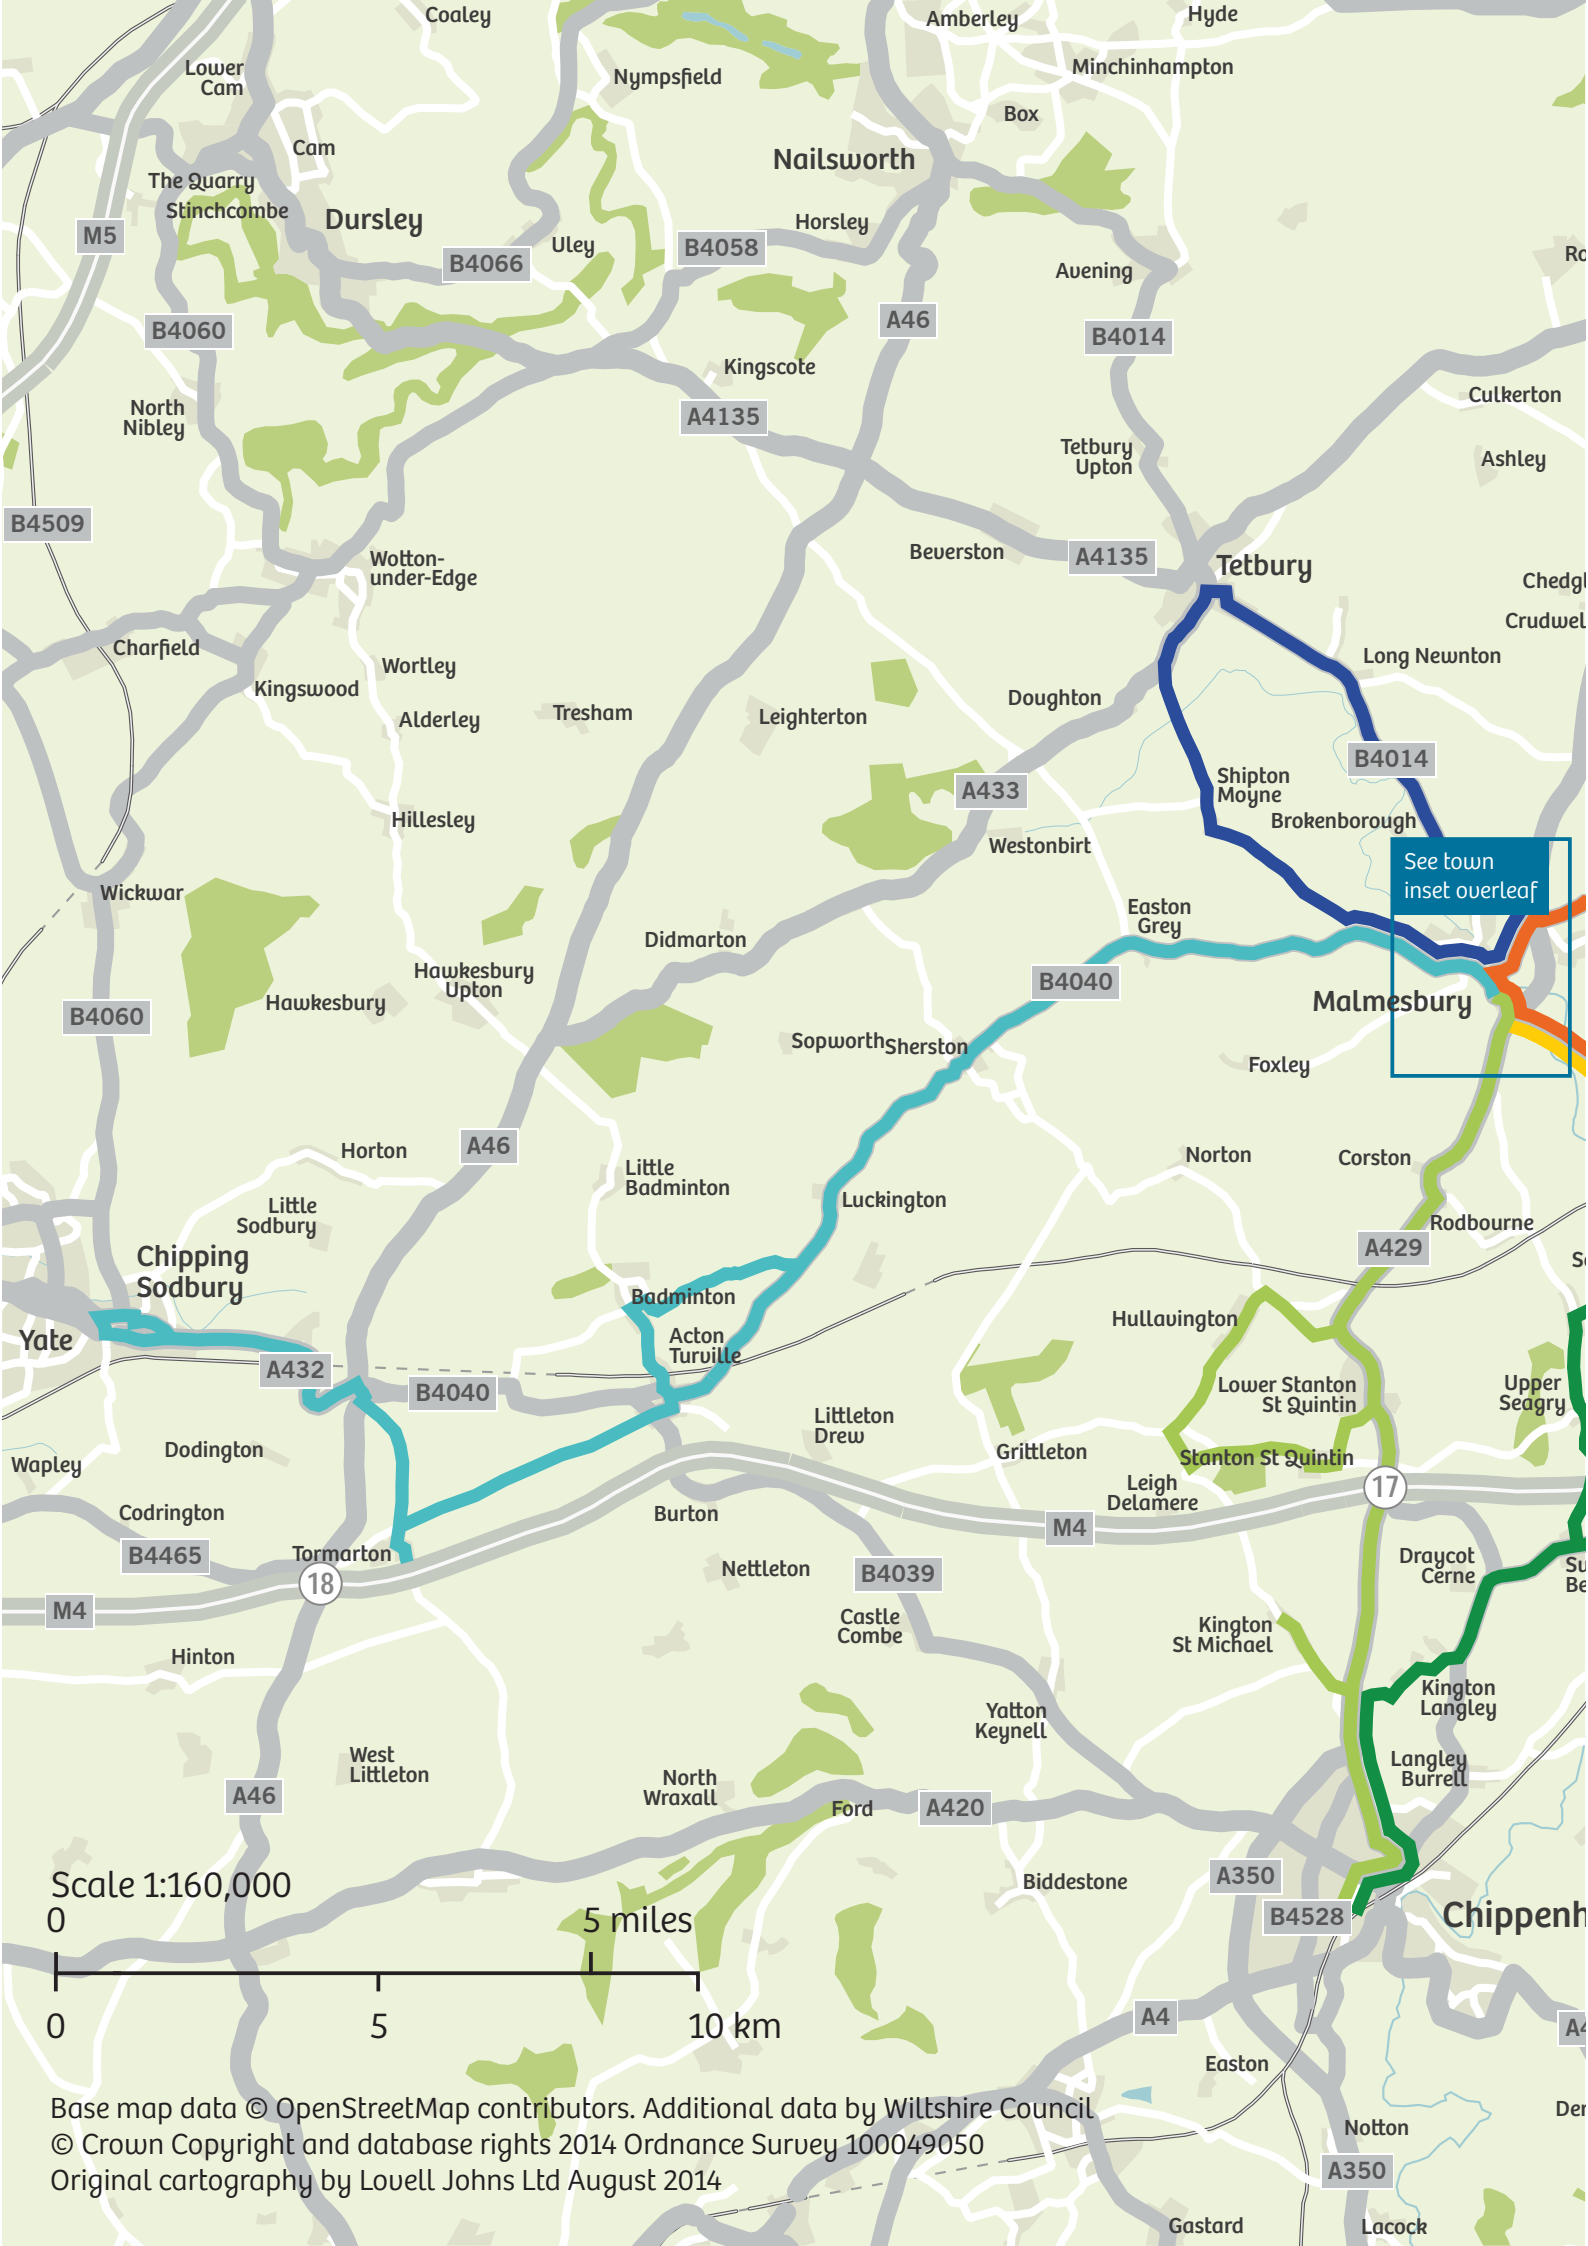 Coaley
Amberley
Hyde
Lower
Cam
Nympsfield
Minchinhampton
Box
Cam
Nailsworth
The Quarry
Stinchcombe
Dursley
M5
Horsley
B4058
Uley
B4066
Avening
A46
B4060
B4014
Kingscote
Culkerton
North
Nibley
A4135
Tetbury
Upton
Ashley
B4509
Beverston
A4135
Wotton-
under-Edge
Tetbury
Charfield
Wortley
Long Newnton
Kingswood
Doughton
Alderley
Tresham
Leighterton
B4014
Shipton
Moyne
A433
Hillesley
Brokenborough
Westonbirt
See town
inset overleaf
Wickwar
Easton
Grey
Didmarton
Hawkesbury
Upton
B4040
Hawkesbury
Malmesbury
B4060
Sopworth
Sherston
Foxley
A46
Horton
Norton
Corston
Little
Badminton
Luckington
Little
Sodbury
Rodbourne
A429
Chipping
Sodbury
Badminton
Hullavington
Yate
Acton
Turville
A432
B4040
Lower Stanton
St Quintin
Upper
Seagry
Littleton
Drew
Dodington
Grittleton
Stanton St Quintin
Wapley
Leigh
Delamere
17
Codrington
Burton
M4
B4465
Tormarton
Nettleton
B4039
Draycot
Cerne
18
M4
Castle
Combe
Kington
St Michael
Hinton
Kington
Langley
Yatton
Keynell
West
Littleton
Langley
Burrell
North
Wraxall
A46
Ford
A420
Scale 1:160,000
0
5 miles
Biddestone
A350
B4528
Chippenh
0
5
10 km
A4
Easton
Base map data © OpenStreetMap contributors. Additional data by Wiltshire Council
© Crown Copyright and database rights 2014 Ordnance Survey 100049050
Original cartography by Lovell Johns Ltd August 2014
Notton
A350
Gastard
Lacock